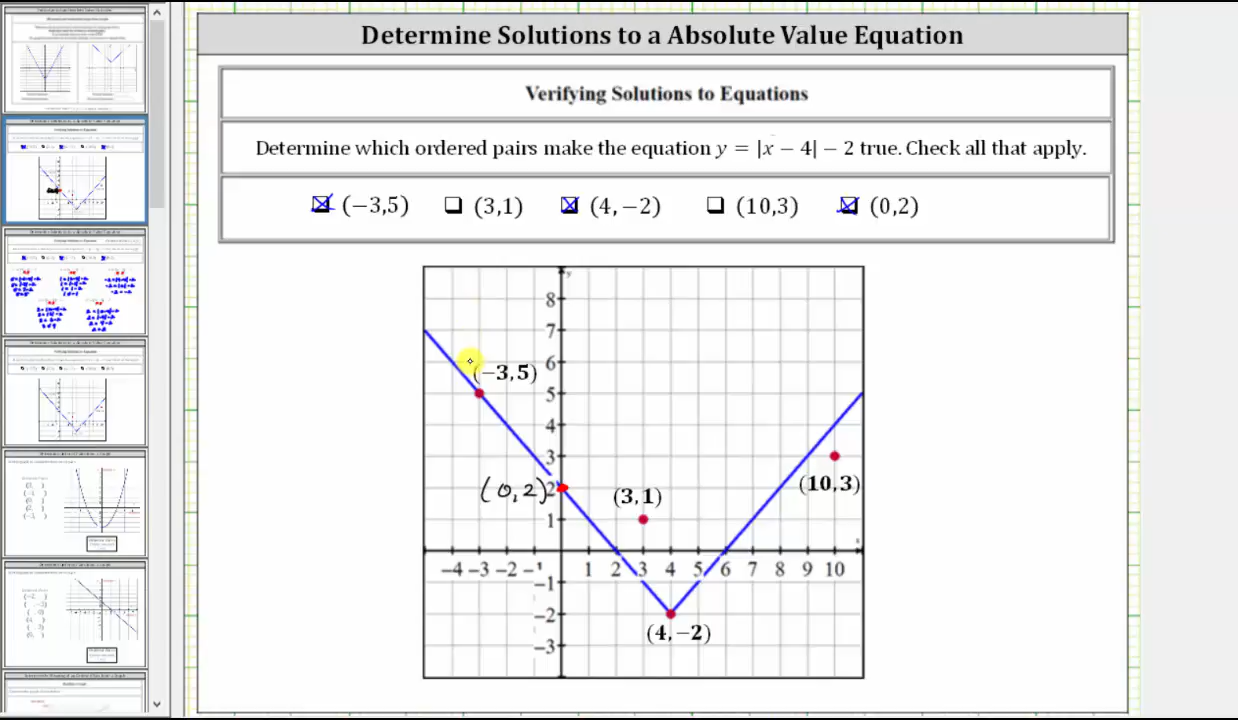 Determine Solutions to a Absolute Value Equation
Verifying Solutions to Equations
Determine which ordered pairs make the equation y = |x − 4| − 2 true. Check all that apply.
(−3,5) (3,1) (4,−2) (10,3) (0,2)
y
8
7
6
(−3,5)
5
4
3
(10,3)
(0,2) 2
(3,1)
1
−4 −3 −2 −1 1 2 3 4 5 6 7 8 9 10
x
−1
−2
(4,−2)
−3